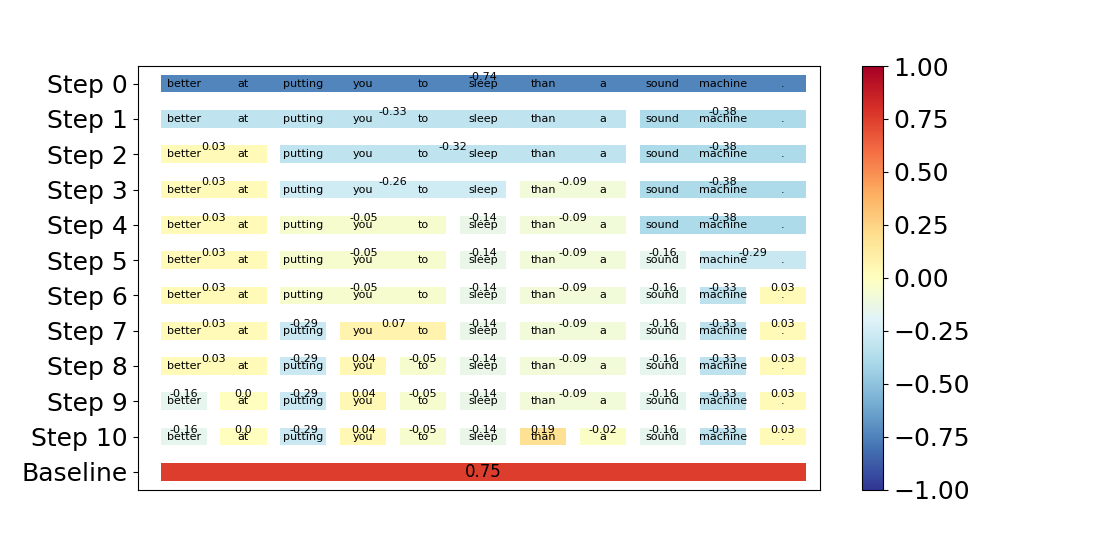 Step 0 better at putting you to -0.74 sleep than a sound machine .
Step 1 better at putting you -0.33 to sleep than a sound -0.38 machine .
Step 2 better 0.03 at putting you to -0.32 sleep than a sound -0.38 machine .
Step 3 better 0.03 at putting you -0.26 to sleep than -0.09 a sound -0.38 machine .
Step 4 better 0.03 at putting -0.05 you to -0.14 sleep than -0.09 a sound -0.38 machine .
Step 5 better 0.03 at putting -0.05 you to -0.14 sleep than -0.09 a -0.16 sound machine -0.29 .
Step 6 better 0.03 at putting -0.05 you to -0.14 sleep than -0.09 a -0.16 sound -0.33 machine 0.03 .
Step 7 better 0.03 at -0.29 putting you 0.07 to -0.14 sleep than -0.09 a -0.16 sound -0.33 machine 0.03 .
Step 8 better 0.03 at -0.29 putting 0.04 you -0.05 to -0.14 sleep than -0.09 a -0.16 sound -0.33 machine 0.03 .
Step 9 -0.16 better 0.0 at -0.29 putting 0.04 you -0.05 to -0.14 sleep than -0.09 a -0.16 sound -0.33 machine 0.03 .
Step 10 -0.16 better 0.0 at -0.29 putting 0.04 you -0.05 to -0.14 sleep 0.19 than -0.02 a -0.16 sound -0.33 machine 0.03 .
Baseline 0.75
1.00
0.75
0.50
0.25
0.00
−0.25
−0.50
−0.75
−1.00